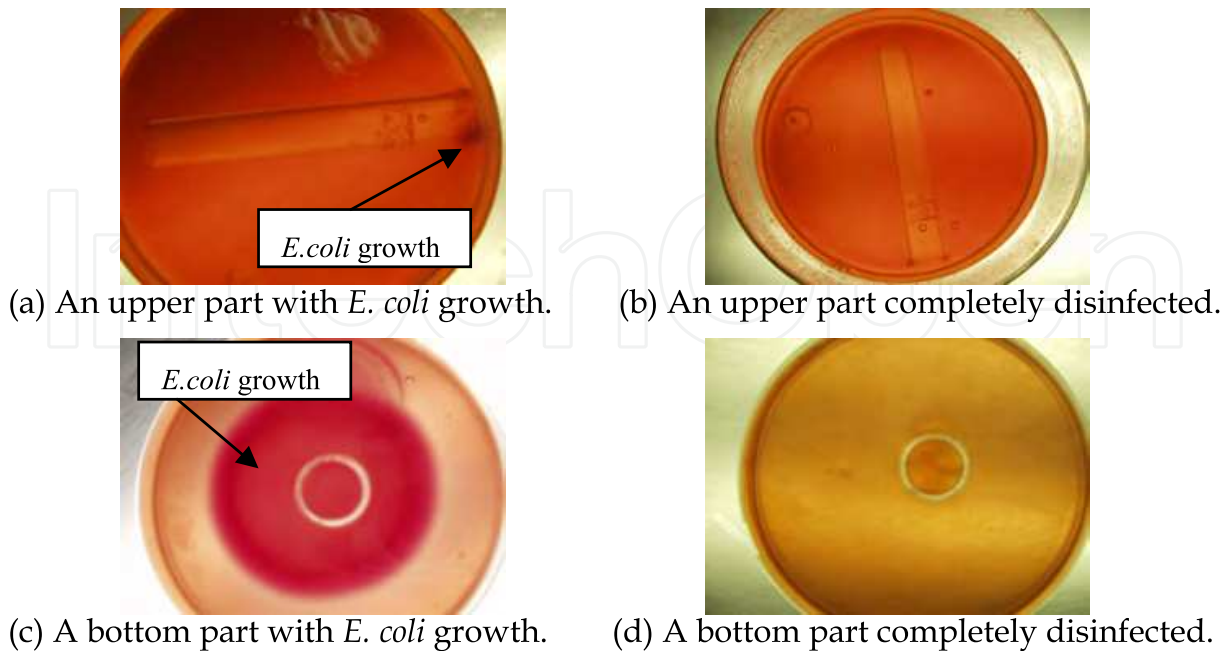 E.coli growth
(a) An upper part with E. coli growth.
(b) An upper part completely disinfected.
E.coli growth
(c) A bottom part with E. coli growth.
(d) A bottom part completely disinfected.
IntechOpen